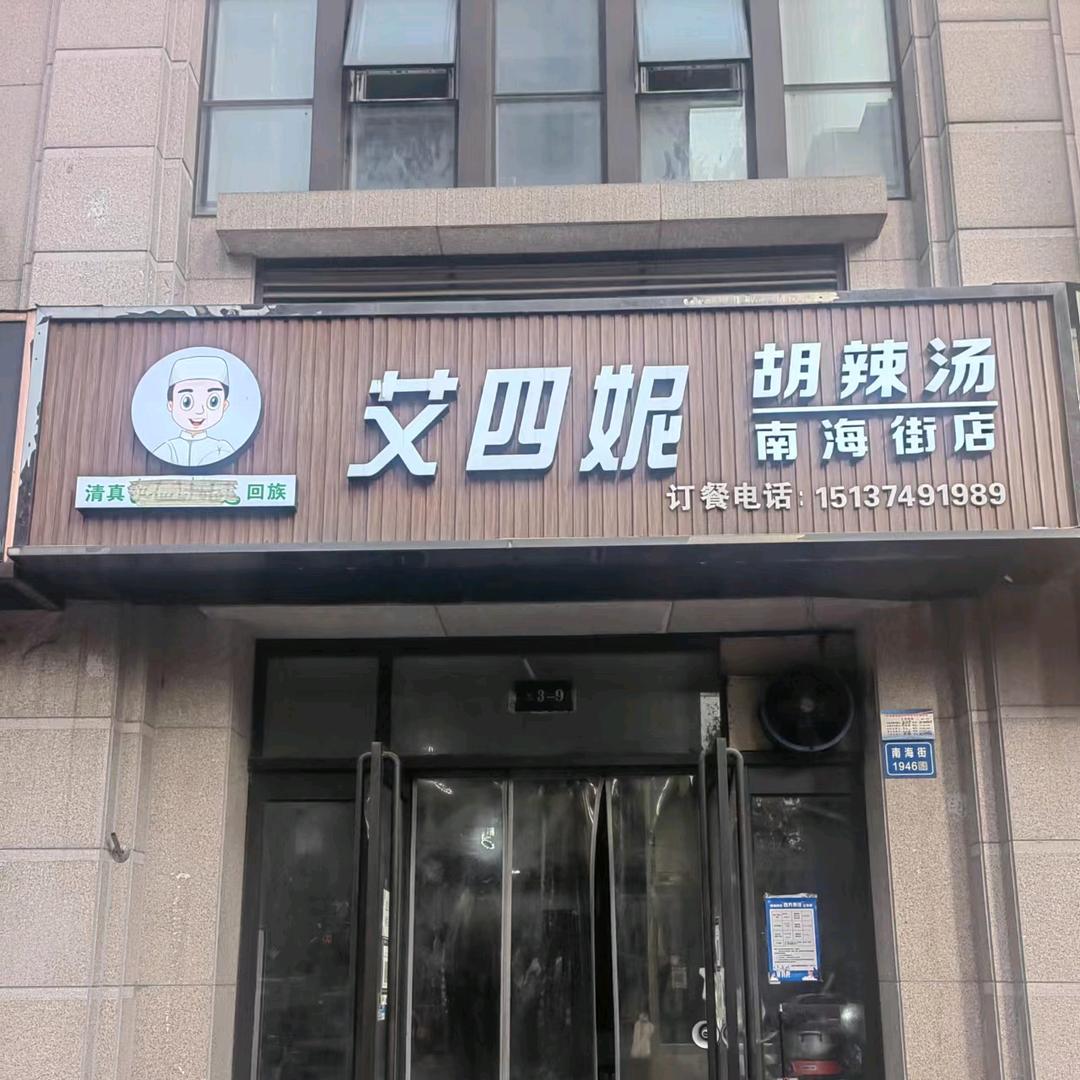 艾四妮
胡辣汤
南海街店
订餐电话:15137491989
清真 回族
3-9
南海街
1946